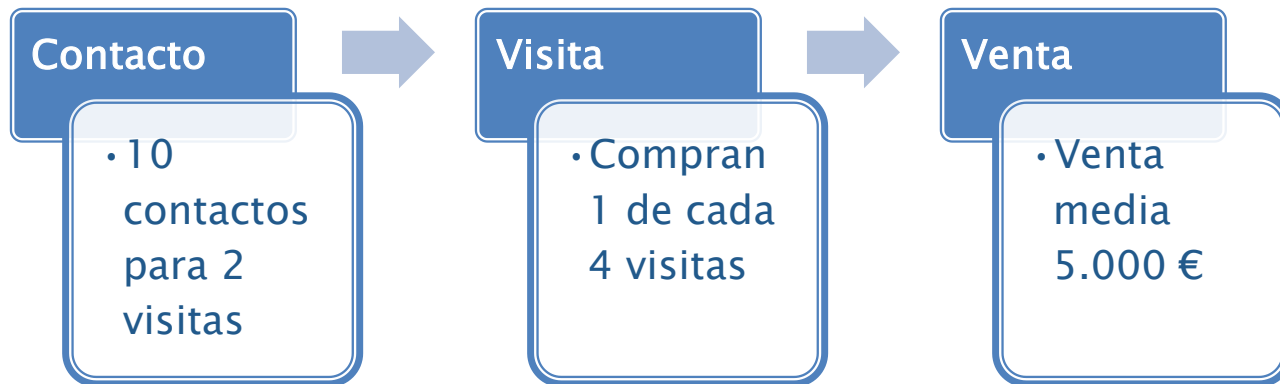 Contacto
· 10
contactos
para 2
visitas
Visita
· Compran
1 de cada
4 visitas
Venta
· Venta
media
5.000 €